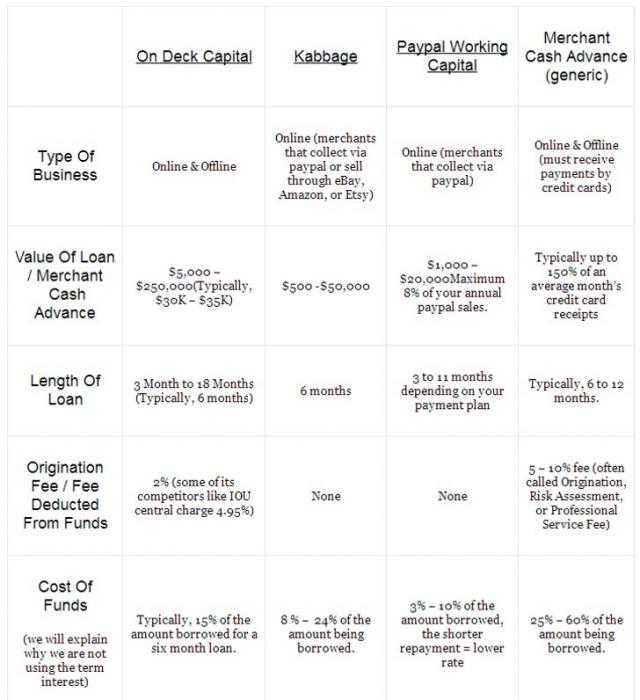 On Deck Capital
Kabbage
Paypal Working
Capital
Merchant
Cash Advance
(generic)
Type Of
Business
Online & Offline
Online (merchants
that collect via
paypal or sell
through eBay,
Amazon, or Etsy)
Online (merchants
that collect via
paypal)
Online & Offline
(must receive
payments by
credit cards)
Value Of Loan
/ Merchant
Cash
Advance
$5,000 –
$250,000(Typically,
$30K – $35K)
$500 -$50,000
$1,000 –
$20,000Maximum
8% of your annual
paypal sales.
Typically up to
150% of an
average month's
credit card
receipts
Length Of
Loan
3 Month to 18 Months
(Typically, 6 months)
6 months
3 to 11 months
depending on your
payment plan
Typically, 6 to 12
months.
Origination
Fee / Fee
Deducted
From Funds
2% (some of its
competitors like IOU
central charge 4.95%)
None
None
5 – 10% fee (often
called Origination,
Risk Assessment,
or Professional
Service Fee)
Cost Of
Funds
(we will explain
why we are not
using the term
interest)
Typically, 15% of the
amount borrowed for a
six month loan.
8 % – 24% of the
amount being
borrowed.
3% – 10% of the
amount borrowed,
the shorter
repayment = lower
rate
25% – 60% of the
amount being
borrowed.